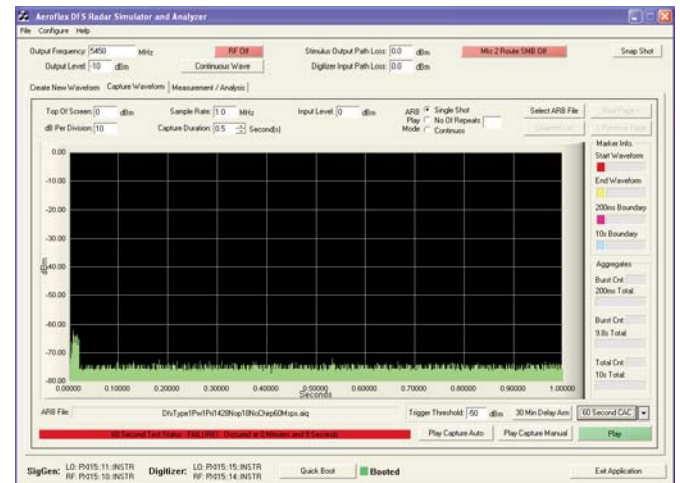 Aeroflex DFS Radar Simulator and Analyzer
File Configure Help
Output Frequency: 5450 MHz RF Off Stimulus Output Path Loss: 0.0 dBm Mkr 2 Route SMB Off Snap Shot
Output Level: -10 dBm Continuous Wave Digitizer Input Path Loss: 0.0 dBm
Create New Waveform Capture Waveform Measurement / Analysis
Top Of Screen: 0 dBm Sample Rate: 1.0 MHz Input Level: 0 dBm ARB Play Mode: Single Shot Select ARB File Next Page >
dB Per Division: 10 Capture Duration: 0.5 Second(s) No Of Repeats
Continuos Channel List < Previous Page
Marker Info.
Start Waveform
End Waveform
200ms Boundary
10s Boundary
Aggregates
Burst Cnt:
200ms Total:
Burst Cnt:
9.8s Total:
Total Cnt:
10s Total:
0.00
-10.00
-20.00
-30.00
dBm
-50.00
-60.00
-70.00
-80.00
0.00000 0.10000 0.20000 0.30000 0.40000 0.50000 0.60000 0.70000 0.80000 0.90000 1.00000
Seconds
ARB File: DfsType1Pw1Pri1428Nop18NoChirp60Msps.aiq Trigger Threshold: -50 dBm 30 Min Delay Arm 60 Second CAC
60 Second Test Status - FAILURE! Occured at 0 Minutes and 9 Seconds Play Capture Auto Play Capture Manual Play
SigGen: LO: PXI15::11::INSTR Digitizer: LO: PXI15::15::INSTR Quick Boot Booted Exit Application
RF: PXI15::10::INSTR RF: PXI15::14::INSTR